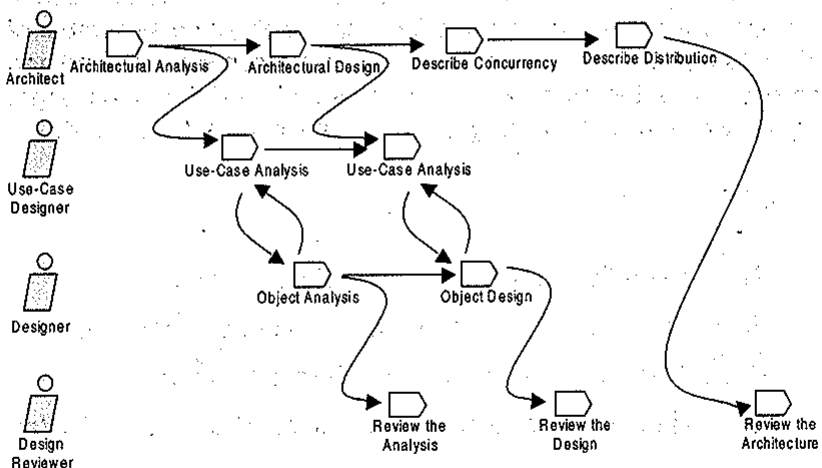 Architect
Architectural Analysis
Architectural Design
Describe Concurrency
Describe Distribution
Use-Case
Designer
Use-Case Analysis
Use-Case Analysis
Designer
Object Analysis
Object Design
Design
Reviewer
Review the
Analysis
Review the
Design
Review the
Architecture